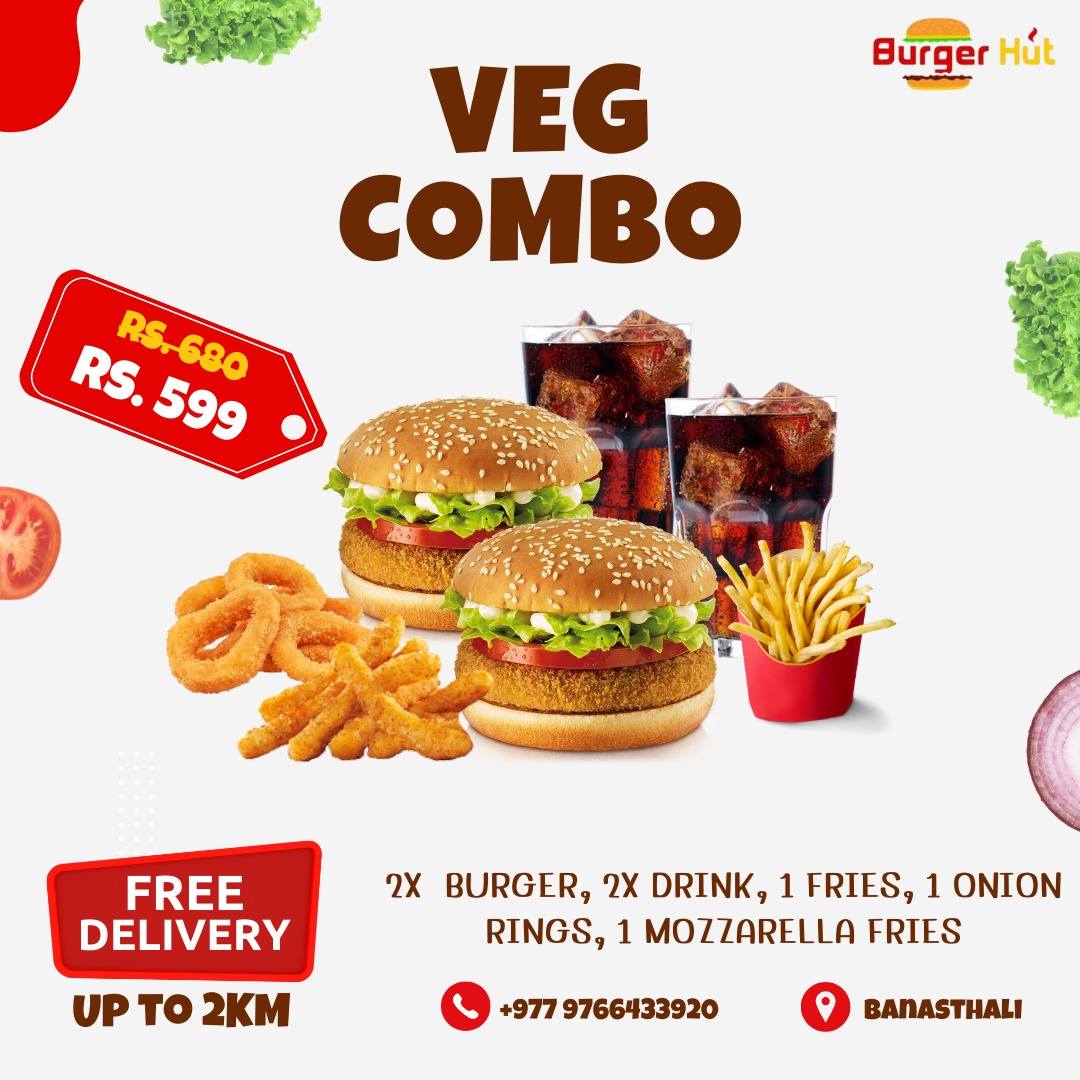 Burger Hut
VEG
COMBO
RS. 680
RS. 599
FREE
DELIVERY
UP TO 2KM
2X BURGER, 2X DRINK, 1 FRIES, 1 ONION
RINGS, 1 MOZZARELLA FRIES
+977 9766433920
BANASTHALI